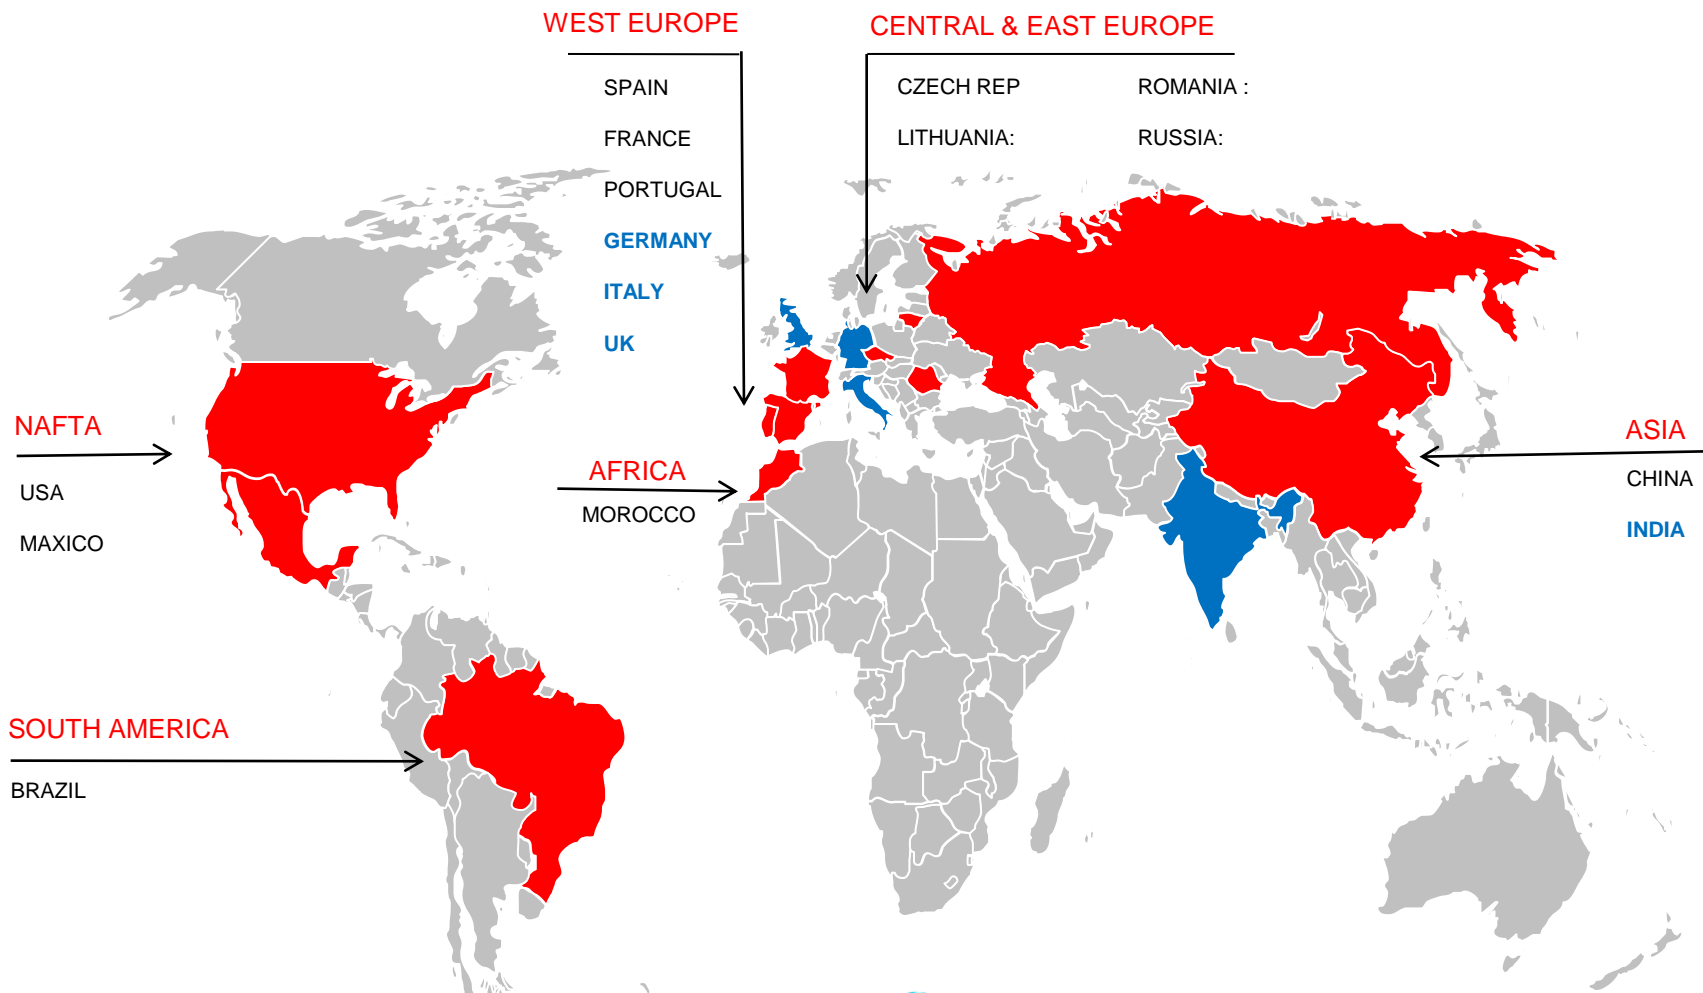 WEST EUROPE
SPAIN
FRANCE
PORTUGAL
GERMANY
ITALY
UK
CENTRAL & EAST EUROPE
CZECH REP
ROMANIA :
LITHUANIA:
RUSSIA:
NAFTA
USA
MAXICO
AFRICA
MOROCCO
ASIA
CHINA
INDIA
SOUTH AMERICA
BRAZIL